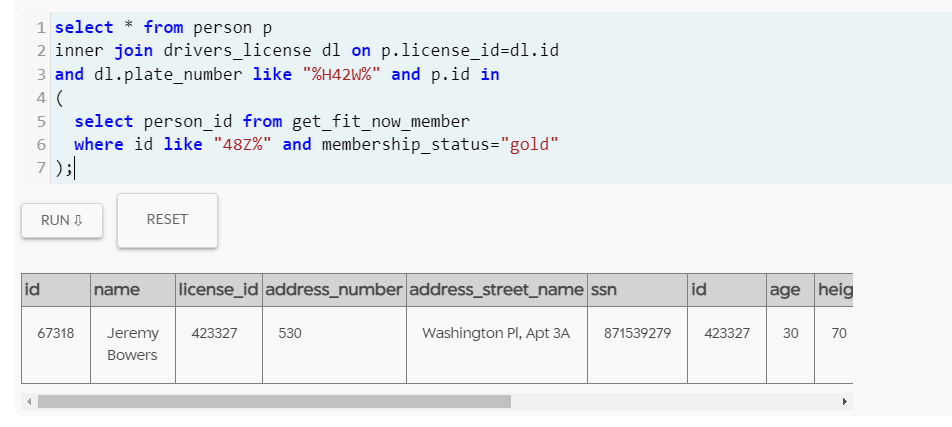 1 select * from person p
2 inner join drivers_license dl on p.license_id=dl.id
3 and dl.plate_number like "%H42W%" and p.id in
4 (
5 select person_id from get_fit_now_member
6 where id like "48Z%" and membership_status="gold"
7 );
RUN ⇩ RESET
id name license_id address_number address_street_name ssn id age heig
67318 Jeremy 423327 530 Washington Pl, Apt 3A 871539279 423327 30 70
Bowers